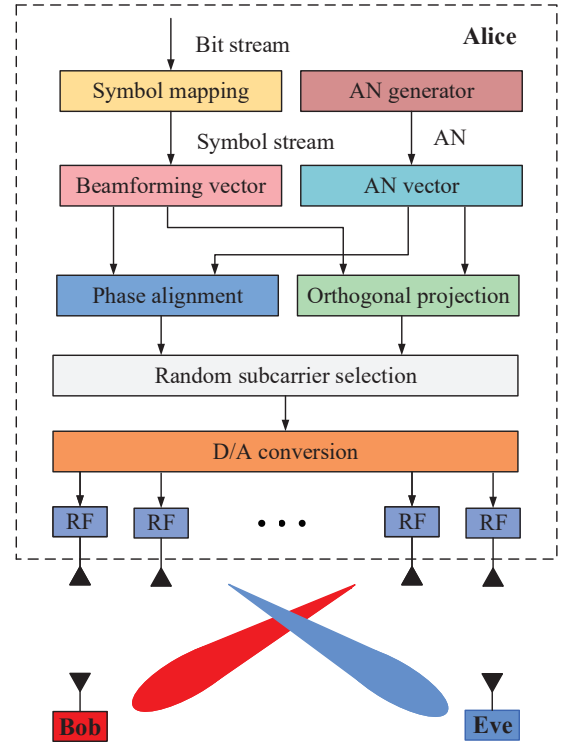 Bit stream
Alice
Symbol mapping
AN generator
Symbol stream
AN
Beamforming vector
AN vector
Phase alignment
Orthogonal projection
Random subcarrier selection
D/A conversion
RF
RF
• • •
RF
RF
Bob
Eve